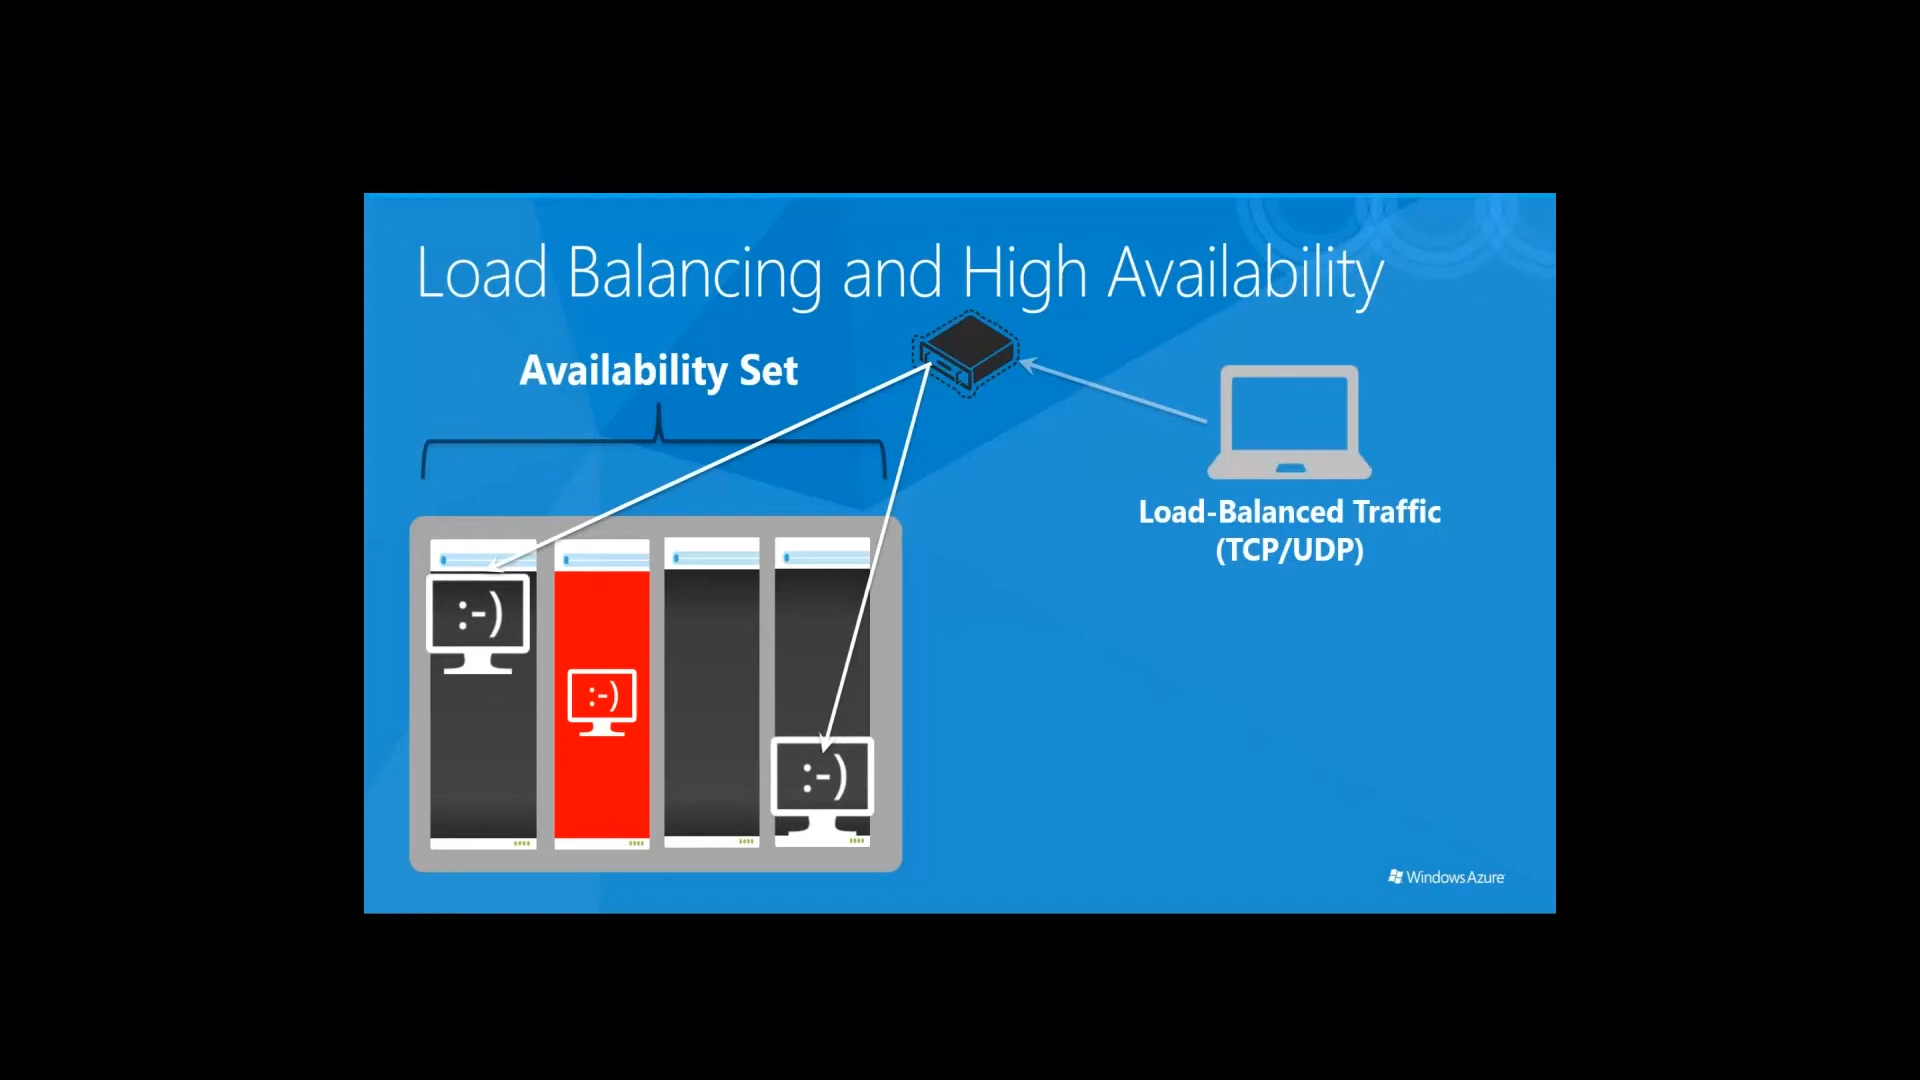 Load Balancing and High Availability
Availability Set
Load-Balanced Traffic
(TCP/UDP)
:-)
:-)
:-)
Windows Azure